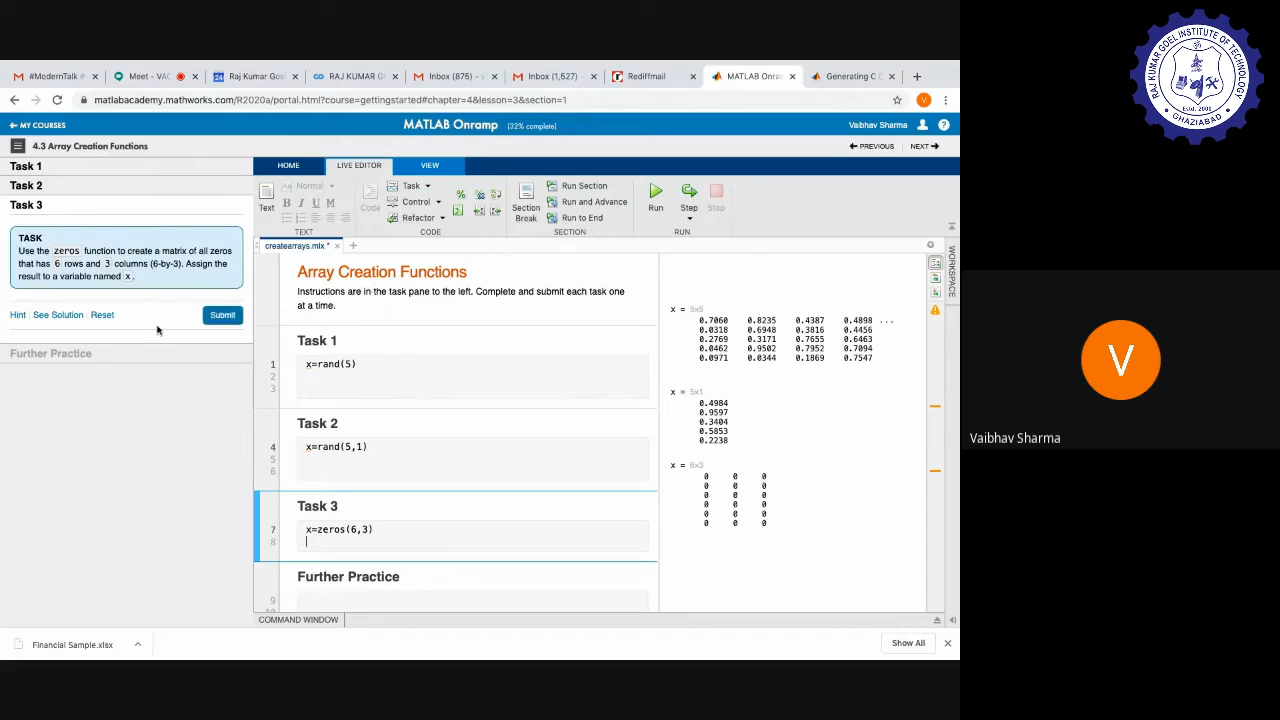 #ModernTalk
Meet - VAC
Raj Kumar Goel
RAJ KUMAR G
Inbox (875) - v
Inbox (1,527) -
Rediffmail
MATLAB Onra
Generating C C
matlabacademy.mathworks.com/R2020a/portal.html?course=gettingstarted#chapter=4&lesson=3&section=1
V
MY COURSES
MATLAB Onramp (32% complete)
Vaibhav Sharma
4.3 Array Creation Functions
PREVIOUS
NEXT
Task 1
Task 2
Task 3
TASK
Use the zeros function to create a matrix of all zeros
that has 6 rows and 3 columns (6-by-3). Assign the
result to a variable named x.
Hint
See Solution
Reset
Submit
Further Practice
HOME
LIVE EDITOR
VIEW
Text
Normal
B I U M
TEXT
Code
Task
Control
Refactor
CODE
Section
Break
Run Section
Run and Advance
Run to End
SECTION
Run
Step
Stop
RUN
createarrays.mlx *
WORKSPACE
Array Creation Functions
Instructions are in the task pane to the left. Complete and submit each task one
at a time.
Task 1
1 x=rand(5)
2
3
Task 2
4 x=rand(5,1)
5
6
Task 3
7 x=zeros(6,3)
8
Further Practice
9
10
x = 5x5
0.7060 0.8235 0.4387 0.4898 ...
0.0318 0.6948 0.3816 0.4456
0.2769 0.3171 0.7655 0.6463
0.0462 0.9502 0.7952 0.7094
0.0971 0.0344 0.1869 0.7547
x = 5x1
0.4984
0.9597
0.3404
0.5853
0.2238
x = 6x3
0 0 0
0 0 0
0 0 0
0 0 0
0 0 0
0 0 0
COMMAND WINDOW
Financial Sample.xlsx
Show All
RAJ KUMAR GOEL INSTITUTE OF TECHNOLOGY
Estd. 2000
GHAZIABAD
V
Vaibhav Sharma